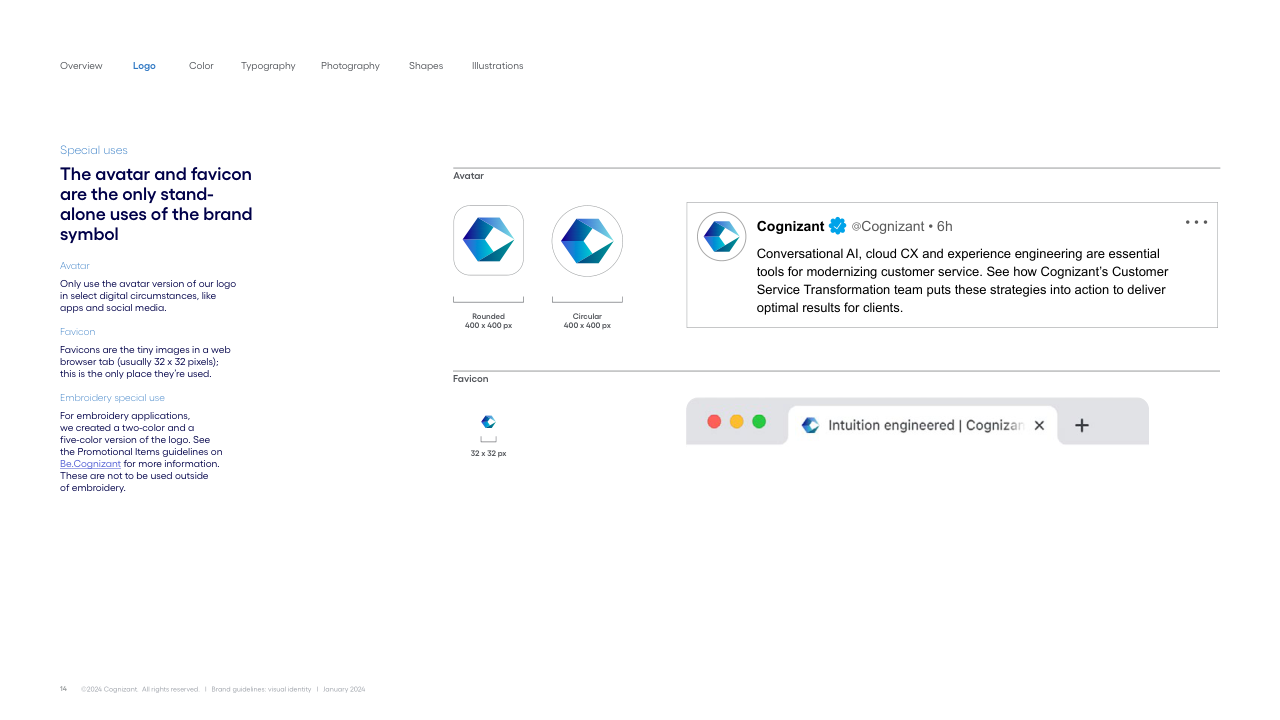 Overview Logo Color Typography Photography Shapes Illustrations
Special uses
The avatar and favicon
are the only stand-
alone uses of the brand
symbol
Avatar
Only use the avatar version of our logo
in select digital circumstances, like
apps and social media.
Favicon
Favicons are the tiny images in a web
browser tab (usually 32 x 32 pixels);
this is the only place they’re used.
Embroidery special use
For embroidery applications,
we created a two-color and a
five-color version of the logo. See
the Promotional Items guidelines on
Be.Cognizant for more information.
These are not to be used outside
of embroidery.
Avatar
Rounded
400 x 400 px
Circular
400 x 400 px
Cognizant @Cognizant • 6h
Conversational AI, cloud CX and experience engineering are essential
tools for modernizing customer service. See how Cognizant’s Customer
Service Transformation team puts these strategies into action to deliver
optimal results for clients.
Favicon
32 x 32 px
Intuition engineered | Cognizan
14 ©2024 Cognizant. All rights reserved. | Brand guidelines: visual identity | January 2024